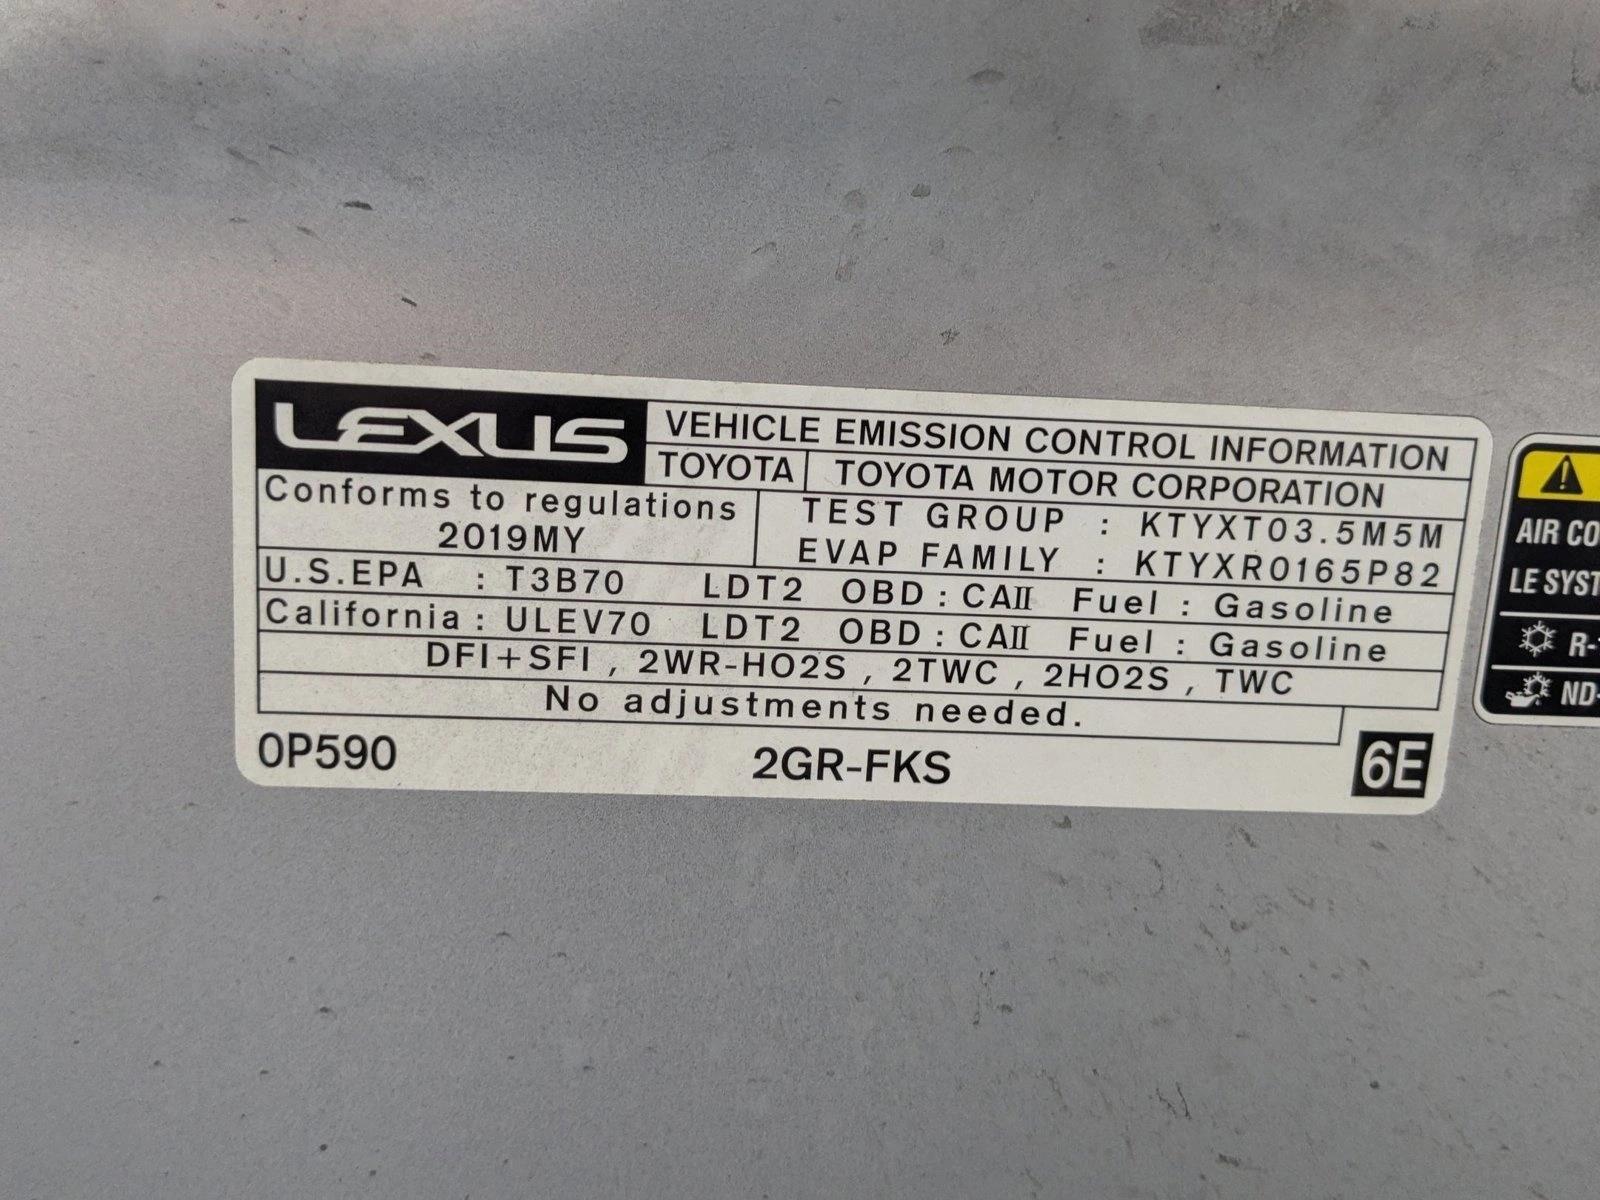 LEXUS
VEHICLE EMISSION CONTROL INFORMATION
TOYOTA TOYOTA MOTOR CORPORATION
Conforms to regulations
2019MY
TEST GROUP : KTYXT03.5M5M
EVAP FAMILY : KTYXR0165P82
U.S.EPA : T3B70 LDT2 OBD : CAII Fuel : Gasoline
California : ULEV70 LDT2 OBD : CAII Fuel : Gasoline
DFI+SFI , 2WR-HO2S , 2TWC , 2HO2S , TWC
No adjustments needed.
0P590 2GR-FKS 6E
AIR CO
LE SYST
R-
ND-